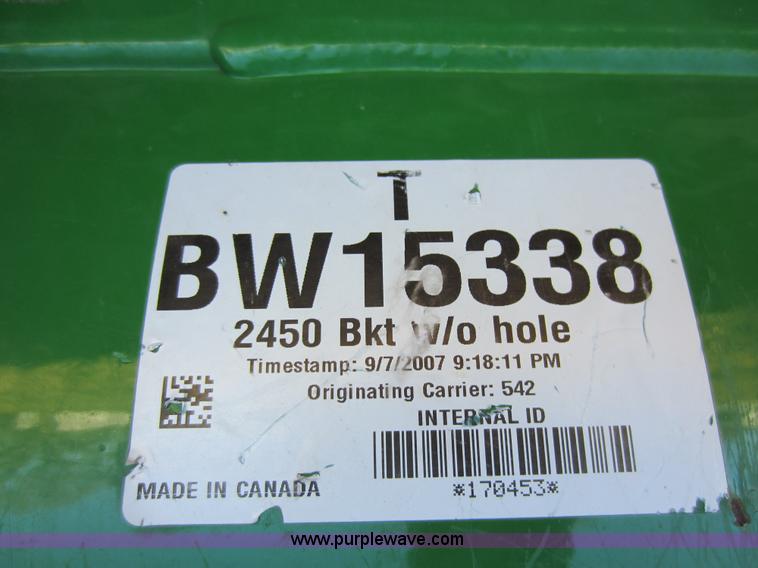 T
BW15338
2450 Bkt w/o hole
Timestamp: 9/7/2007 9:18:11 PM
Originating Carrier: 542
INTERNAL ID
MADE IN CANADA
*170453*
www.purplewave.com